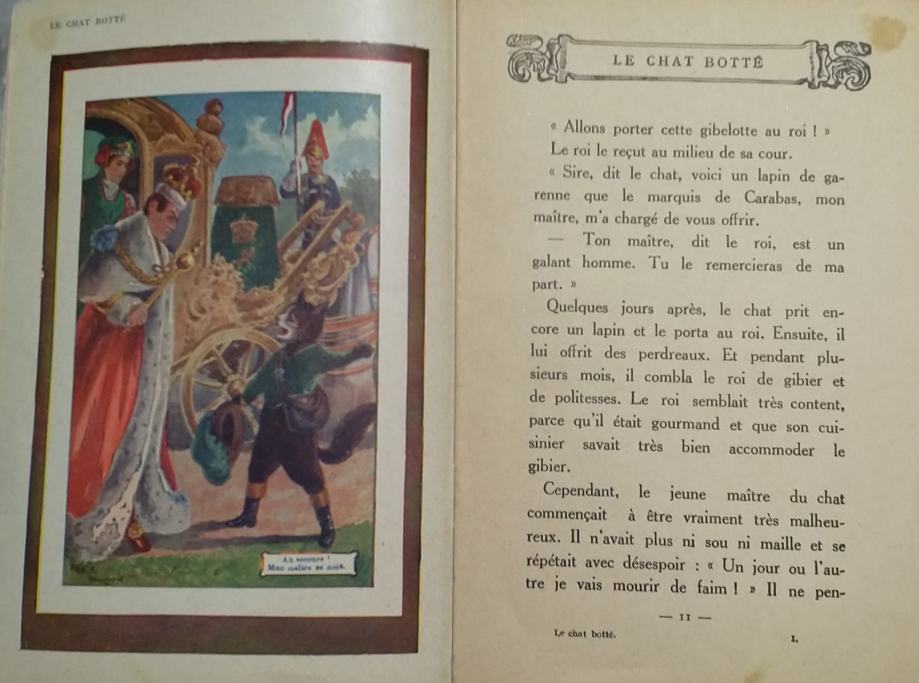 LE CHAT BOTTÉ
Au secours !
Mon maître se noie.
LE CHAT BOTTÉ
« Allons porter cette gibelotte au roi ! »
Le roi le reçut au milieu de sa cour.
« Sire, dit le chat, voici un lapin de ga-
renne que le marquis de Carabas, mon
maître, m'a chargé de vous offrir.
— Ton maître, dit le roi, est un
galant homme. Tu le remercieras de ma
part. »
Quelques jours après, le chat prit en-
core un lapin et le porta au roi. Ensuite, il
lui offrit des perdreaux. Et pendant plu-
sieurs mois, il combla le roi de gibier et
de politesses. Le roi semblait très content,
parce qu'il était gourmand et que son cui-
sinier savait très bien accommoder le
gibier.
Cependant, le jeune maître du chat
commençait à être vraiment très malheu-
reux. Il n'avait plus ni sou ni maille et se
répétait avec désespoir : « Un jour ou l'au-
tre je vais mourir de faim ! » Il ne pen-
— 11 —
Le chat botté. 1.